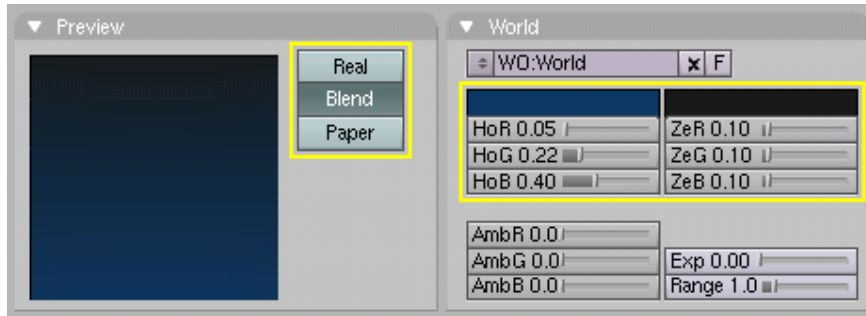 Preview
Real
Blend
Paper
World
WO:World
F
HoR 0.05
ZeR 0.10
HoG 0.22
ZeG 0.10
HoB 0.40
ZeB 0.10
AmbR 0.0
AmbG 0.0
Exp 0.00
AmbB 0.0
Range 1.0